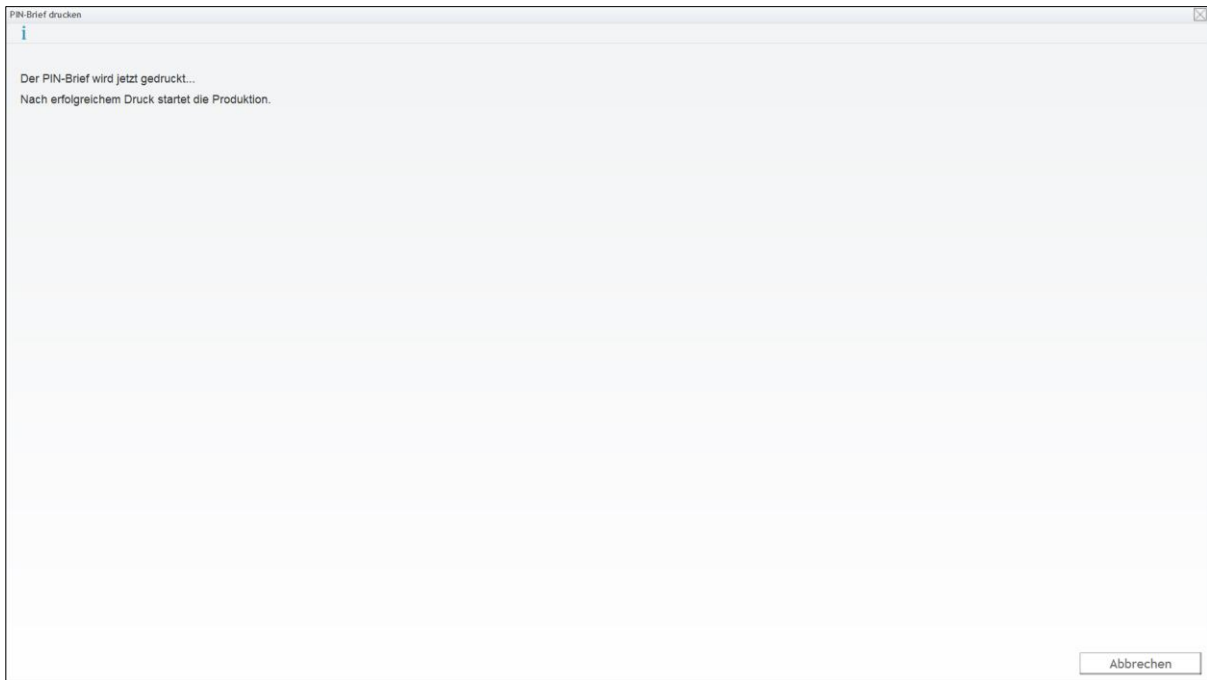 PIN-Brief drucken
i
Der PIN-Brief wird jetzt gedruckt...
Nach erfolgreichem Druck startet die Produktion.
Abbrechen